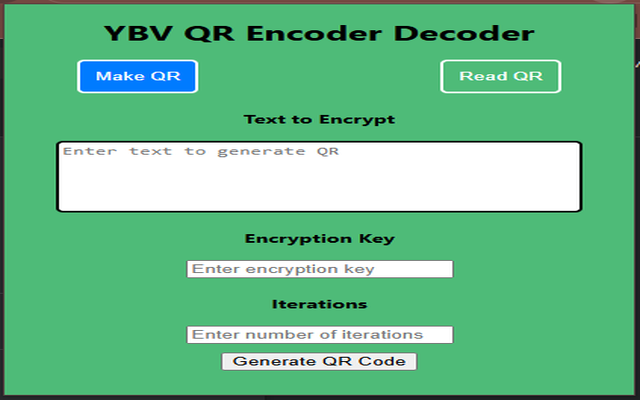 YBV QR Encoder Decoder
Make QR
Read QR
Text to Encrypt
Enter text to generate QR
Encryption Key
Enter encryption key
Iterations
Enter number of iterations
Generate QR Code